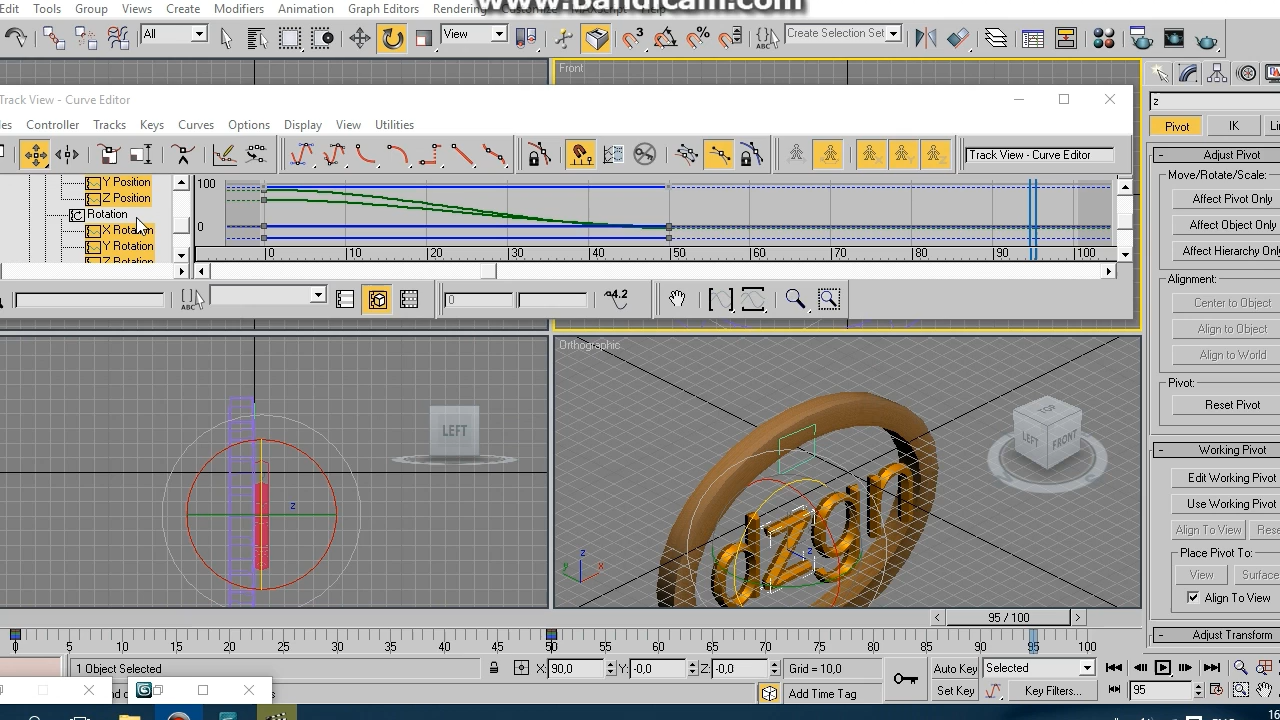 www.Bandicam.com
Edit Tools Group Views Create Modifiers Animation Graph Editors Rendering Help
All View Create Selection Set
Front
Track View - Curve Editor
Controller Tracks Keys Curves Options Display View Utilities
Track View - Curve Editor
Y Position
Z Position
Rotation
X Rotation
Y Rotation
Z Rotation
100
0
0 10 20 30 40 50 60 70 80 90 100
ABC 0 4.2
z
Pivot IK
Adjust Pivot
Move/Rotate/Scale:
Affect Pivot Only
Affect Object Only
Affect Hierarchy Only
Alignment:
Center to Object
Align to Object
Align to World
Pivot:
Reset Pivot
Working Pivot
Edit Working Pivot
Use Working Pivot
Align To View
Place Pivot To:
View Surface
Align To View
Adjust Transform
LEFT
z
Orthographic
TOP
LEFT FRONT
dzgn
z
z
y x
95 / 100
0 5 10 15 20 25 30 35 40 45 50 55 60 65 70 75 80 85 90 95 100
1 Object Selected X: 90,0 Y: -0,0 Z: -0,0 Grid = 10,0 Auto Key Selected
Add Time Tag Set Key Key Filters... 95